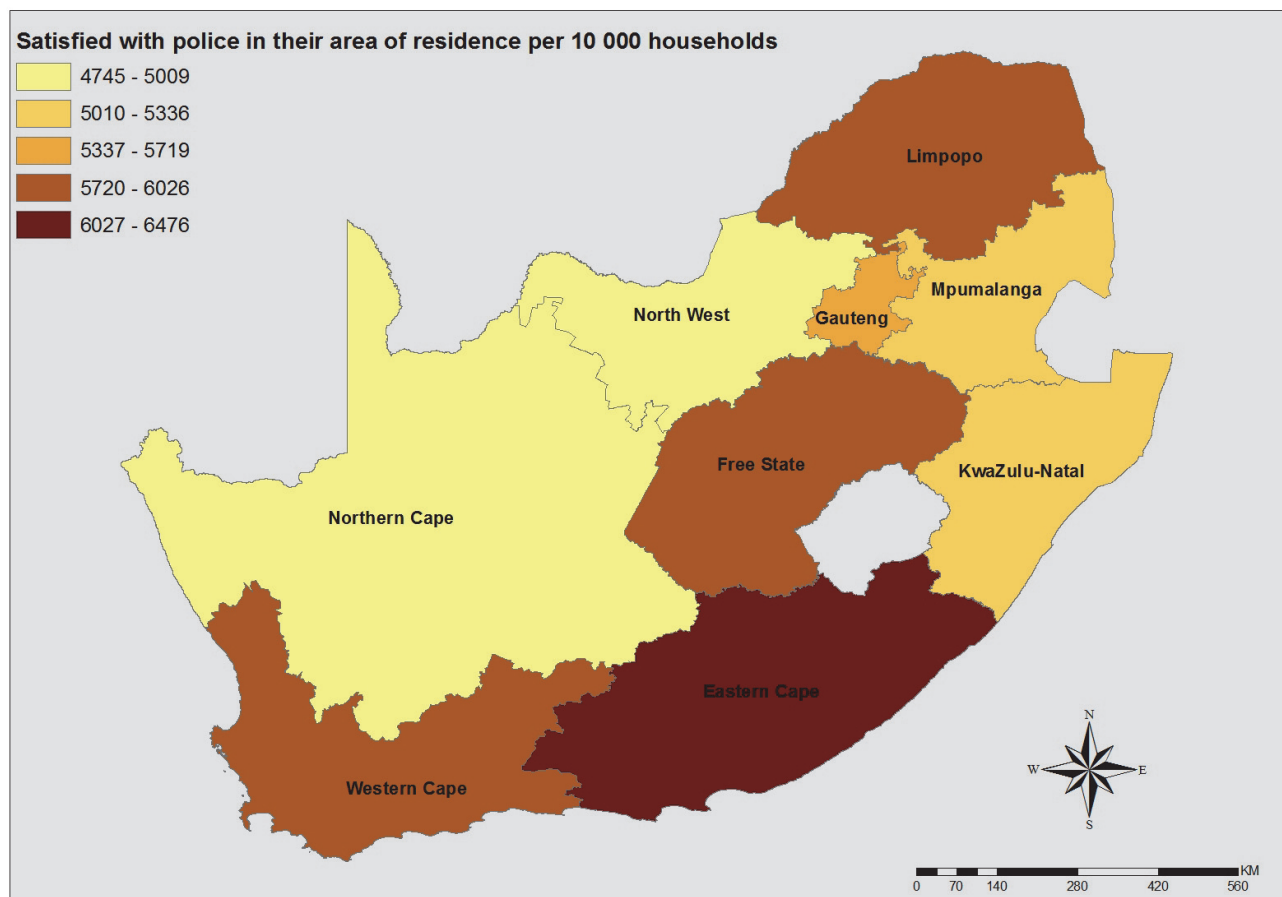 Satisfied with police in their area of residence per 10 000 households
4745 - 5009
5010 - 5336
5337 - 5719
5720 - 6026
6027 - 6476
Limpopo
Mpumalanga
North West
Gauteng
Free State
KwaZulu-Natal
Northern Cape
Eastern Cape
Western Cape
N
W
E
S
KM
0 70 140 280 420 560